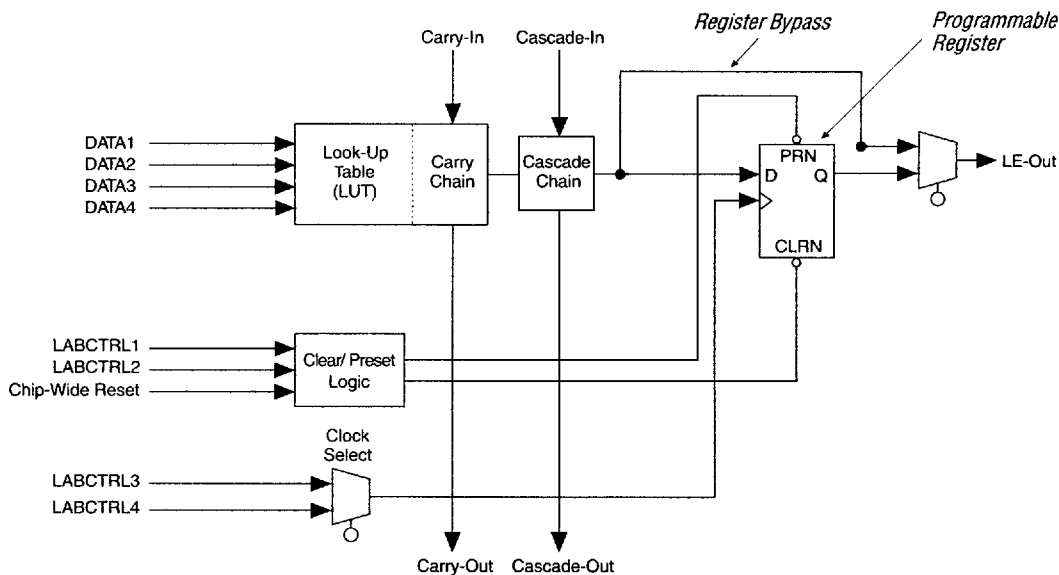 Register Bypass
Programmable
Register
Carry-In
Cascade-In
DATA1
DATA2
DATA3
DATA4
Look-Up
Table
(LUT)
Carry
Chain
Cascade
Chain
PRN
D
Q
CLRN
LE-Out
LABCTRL1
LABCTRL2
Chip-Wide Reset
Clear/ Preset
Logic
Clock
Select
LABCTRL3
LABCTRL4
Carry-Out
Cascade-Out